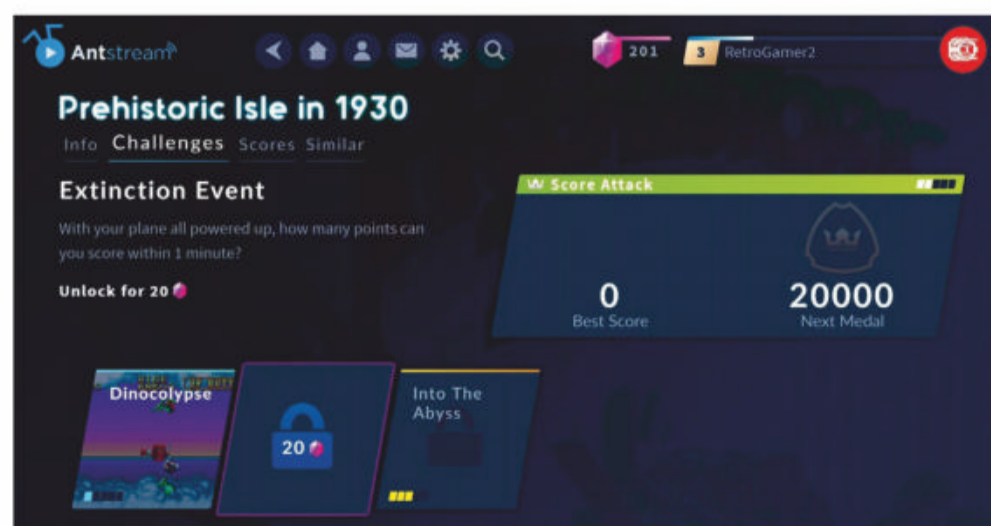 Antstream
201
3 RetroGamer2
Prehistoric Isle in 1930
Info Challenges Scores Similar
Extinction Event
With your plane all powered up, how many points can
you score within 1 minute?
Unlock for 20
Score Attack
0
Best Score
20000
Next Medal
Dinocolypse
20
Into The
Abyss